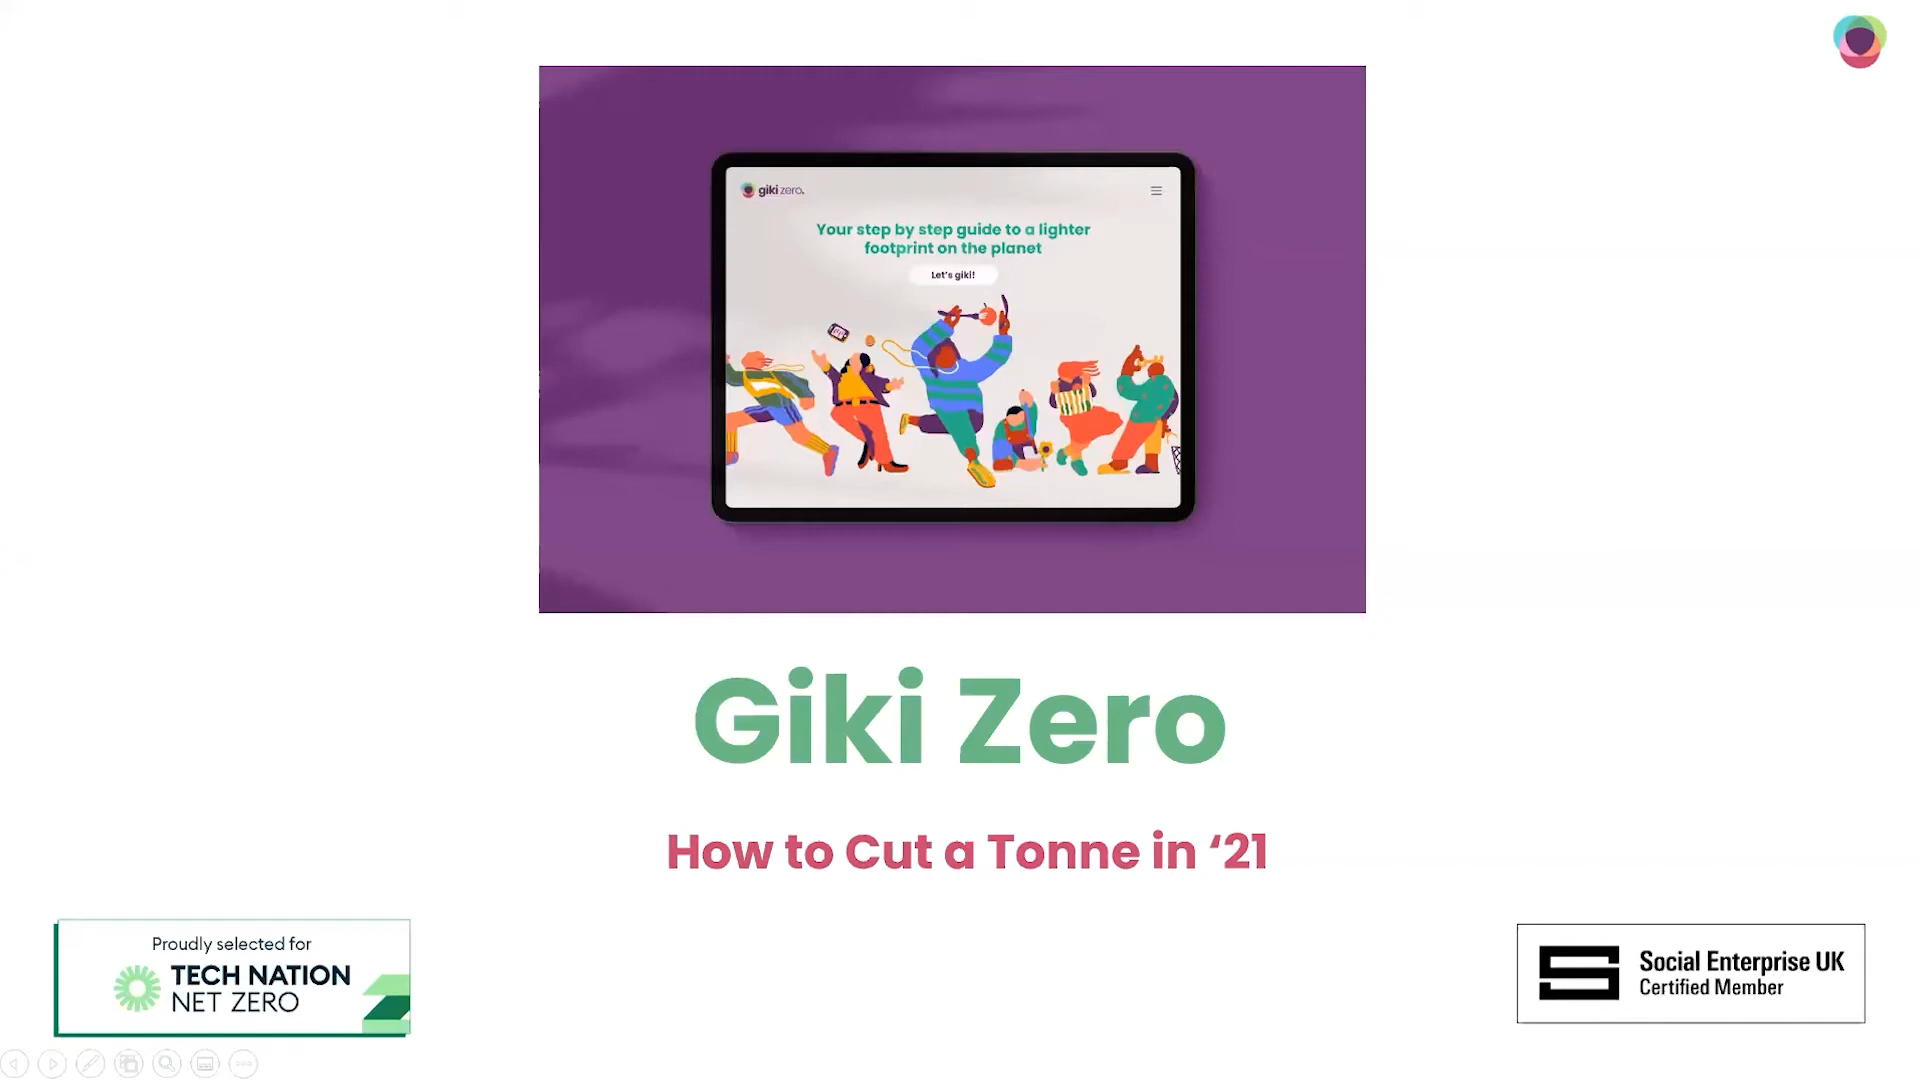 giki zero.
Your step by step guide to a lighter
footprint on the planet
Let's giki!
Giki Zero
How to Cut a Tonne in ‘21
Proudly selected for
TECH NATION
NET ZERO
Social Enterprise UK
Certified Member